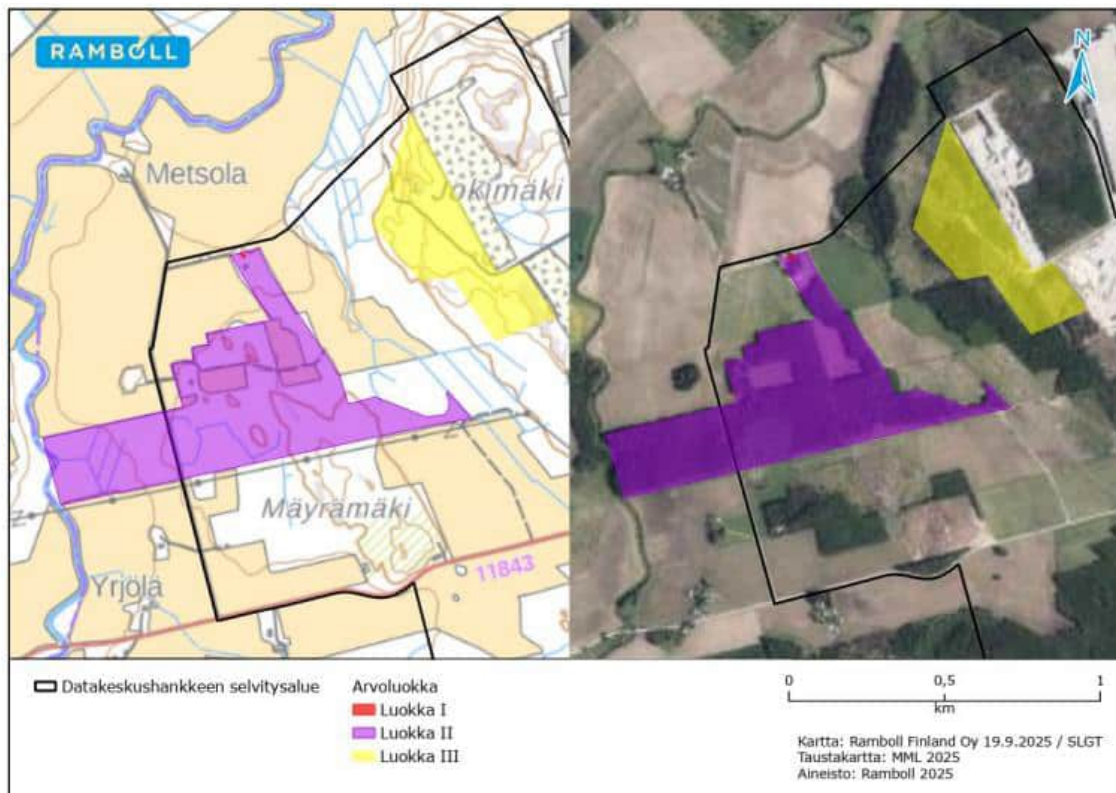 RAMBOLL
N
Metsola
Jokimäki
Mäyrämäki
11843
Yrjölä
Z
Z
Datakeskushankkeen selvitysalue
Arvoluokka
Luokka I
Luokka II
Luokka III
0 0,5 1
km
Kartta: Ramboll Finland Oy 19.9.2025 / SLGT
Taustakartta: MML 2025
Aineisto: Ramboll 2025